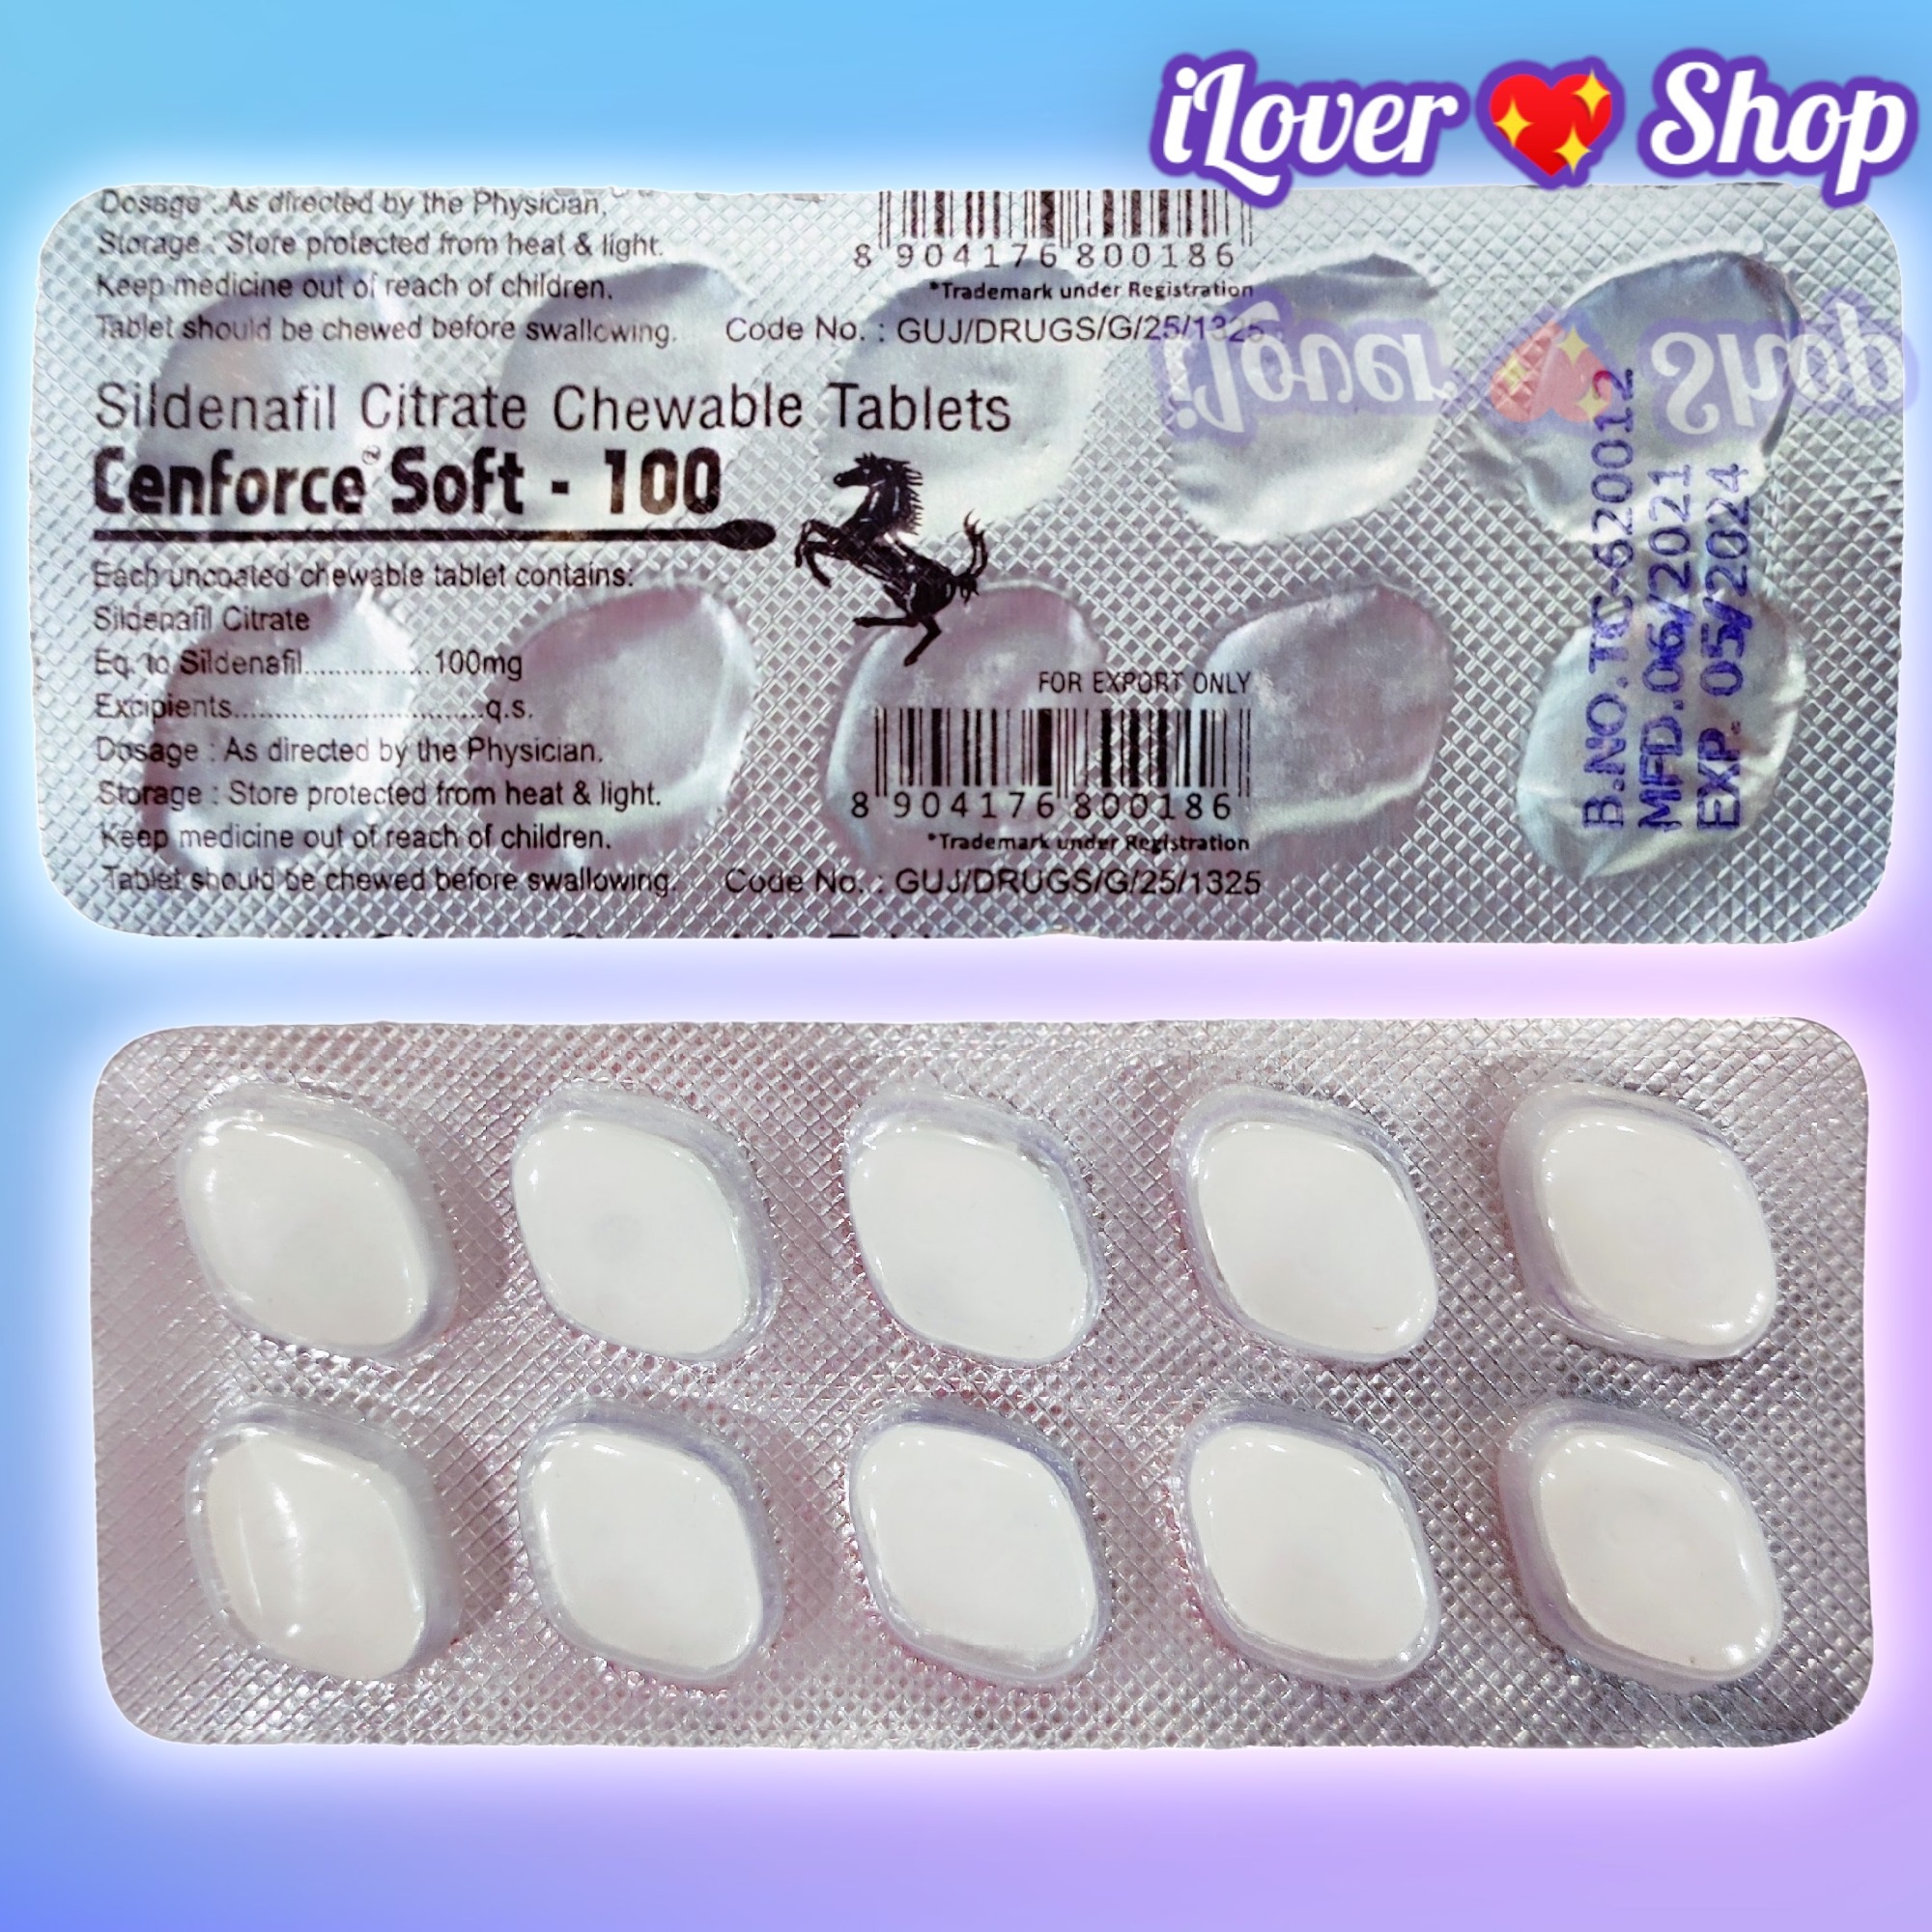 iLover Shop
Dosage : As directed by the Physician.
Storage : Store protected from heat & light.
Keep medicine out of reach of children.
Tablet should be chewed before swallowing.
8 904176 800186
*Trademark under Registration
Code No. : GUJ/DRUGS/G/25/1325
iLover Shop
Sildenafil Citrate Chewable Tablets
Cenforce™ Soft - 100
Each uncoated chewable tablet contains:
Sildenafil Citrate
Eq. to Sildenafil...............100mg
Excipients.............................q.s.
Dosage : As directed by the Physician.
Storage : Store protected from heat & light.
Keep medicine out of reach of children.
Tablet should be chewed before swallowing.
FOR EXPORT ONLY
8 904176 800186
*Trademark under Registration
Code No. : GUJ/DRUGS/G/25/1325
B.NO.TC-620012
MFD.06/2021
EXP. 05/2024